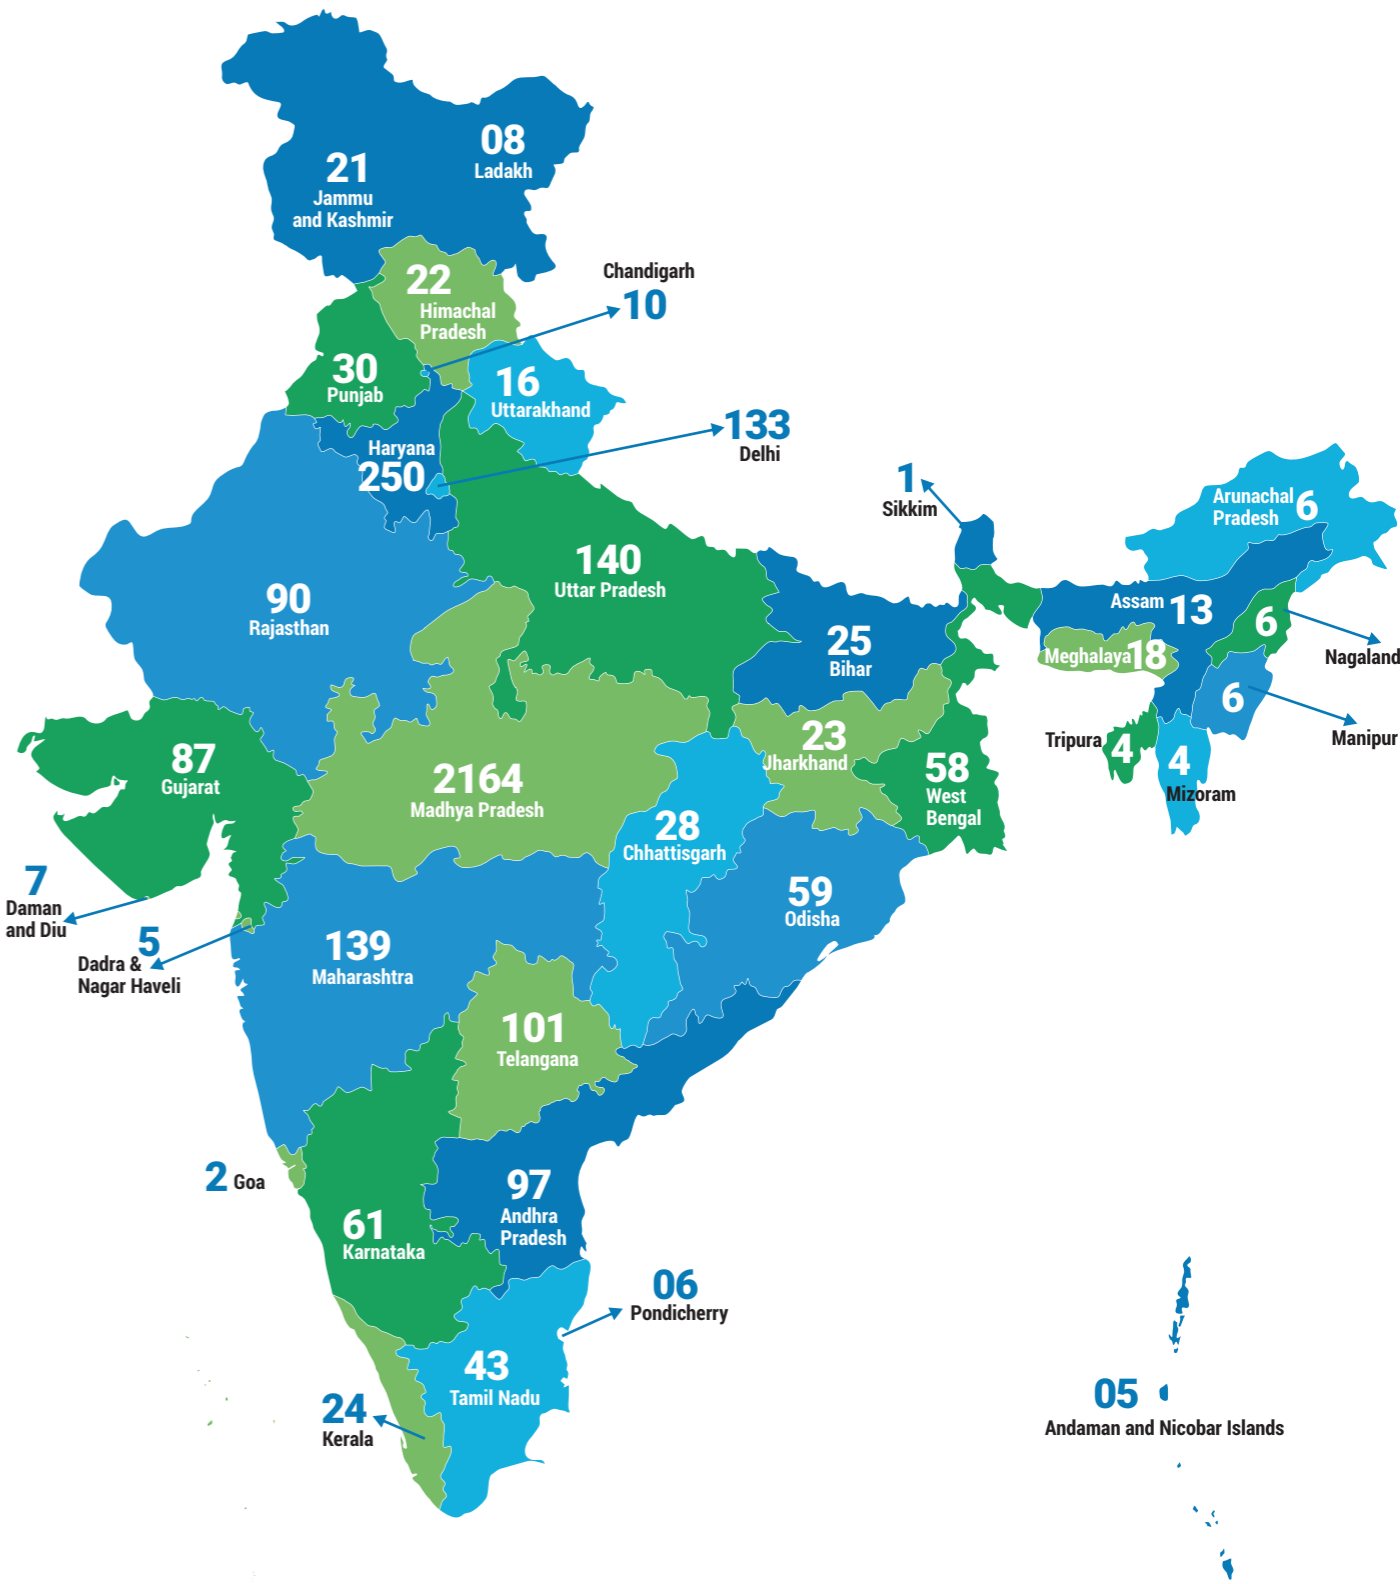 08
Ladakh
21
Jammu
and Kashmir
22
Himachal
Pradesh
Chandigarh
10
30
Punjab
16
Uttarakhand
133
Delhi
Haryana
250
1
Sikkim
Arunachal
Pradesh 6
140
Uttar Pradesh
90
Rajasthan
Assam 13
6
Nagaland
25
Bihar
Meghalaya 18
6
Manipur
23
Jharkhand
Tripura 4
4
Mizoram
87
Gujarat
2164
Madhya Pradesh
58
West
Bengal
28
Chhattisgarh
7
Daman
and Diu
59
Odisha
5
Dadra &
Nagar Haveli
139
Maharashtra
101
Telangana
2 Goa
97
Andhra
Pradesh
61
Karnataka
06
Pondicherry
43
Tamil Nadu
24
Kerala
05
Andaman and Nicobar Islands